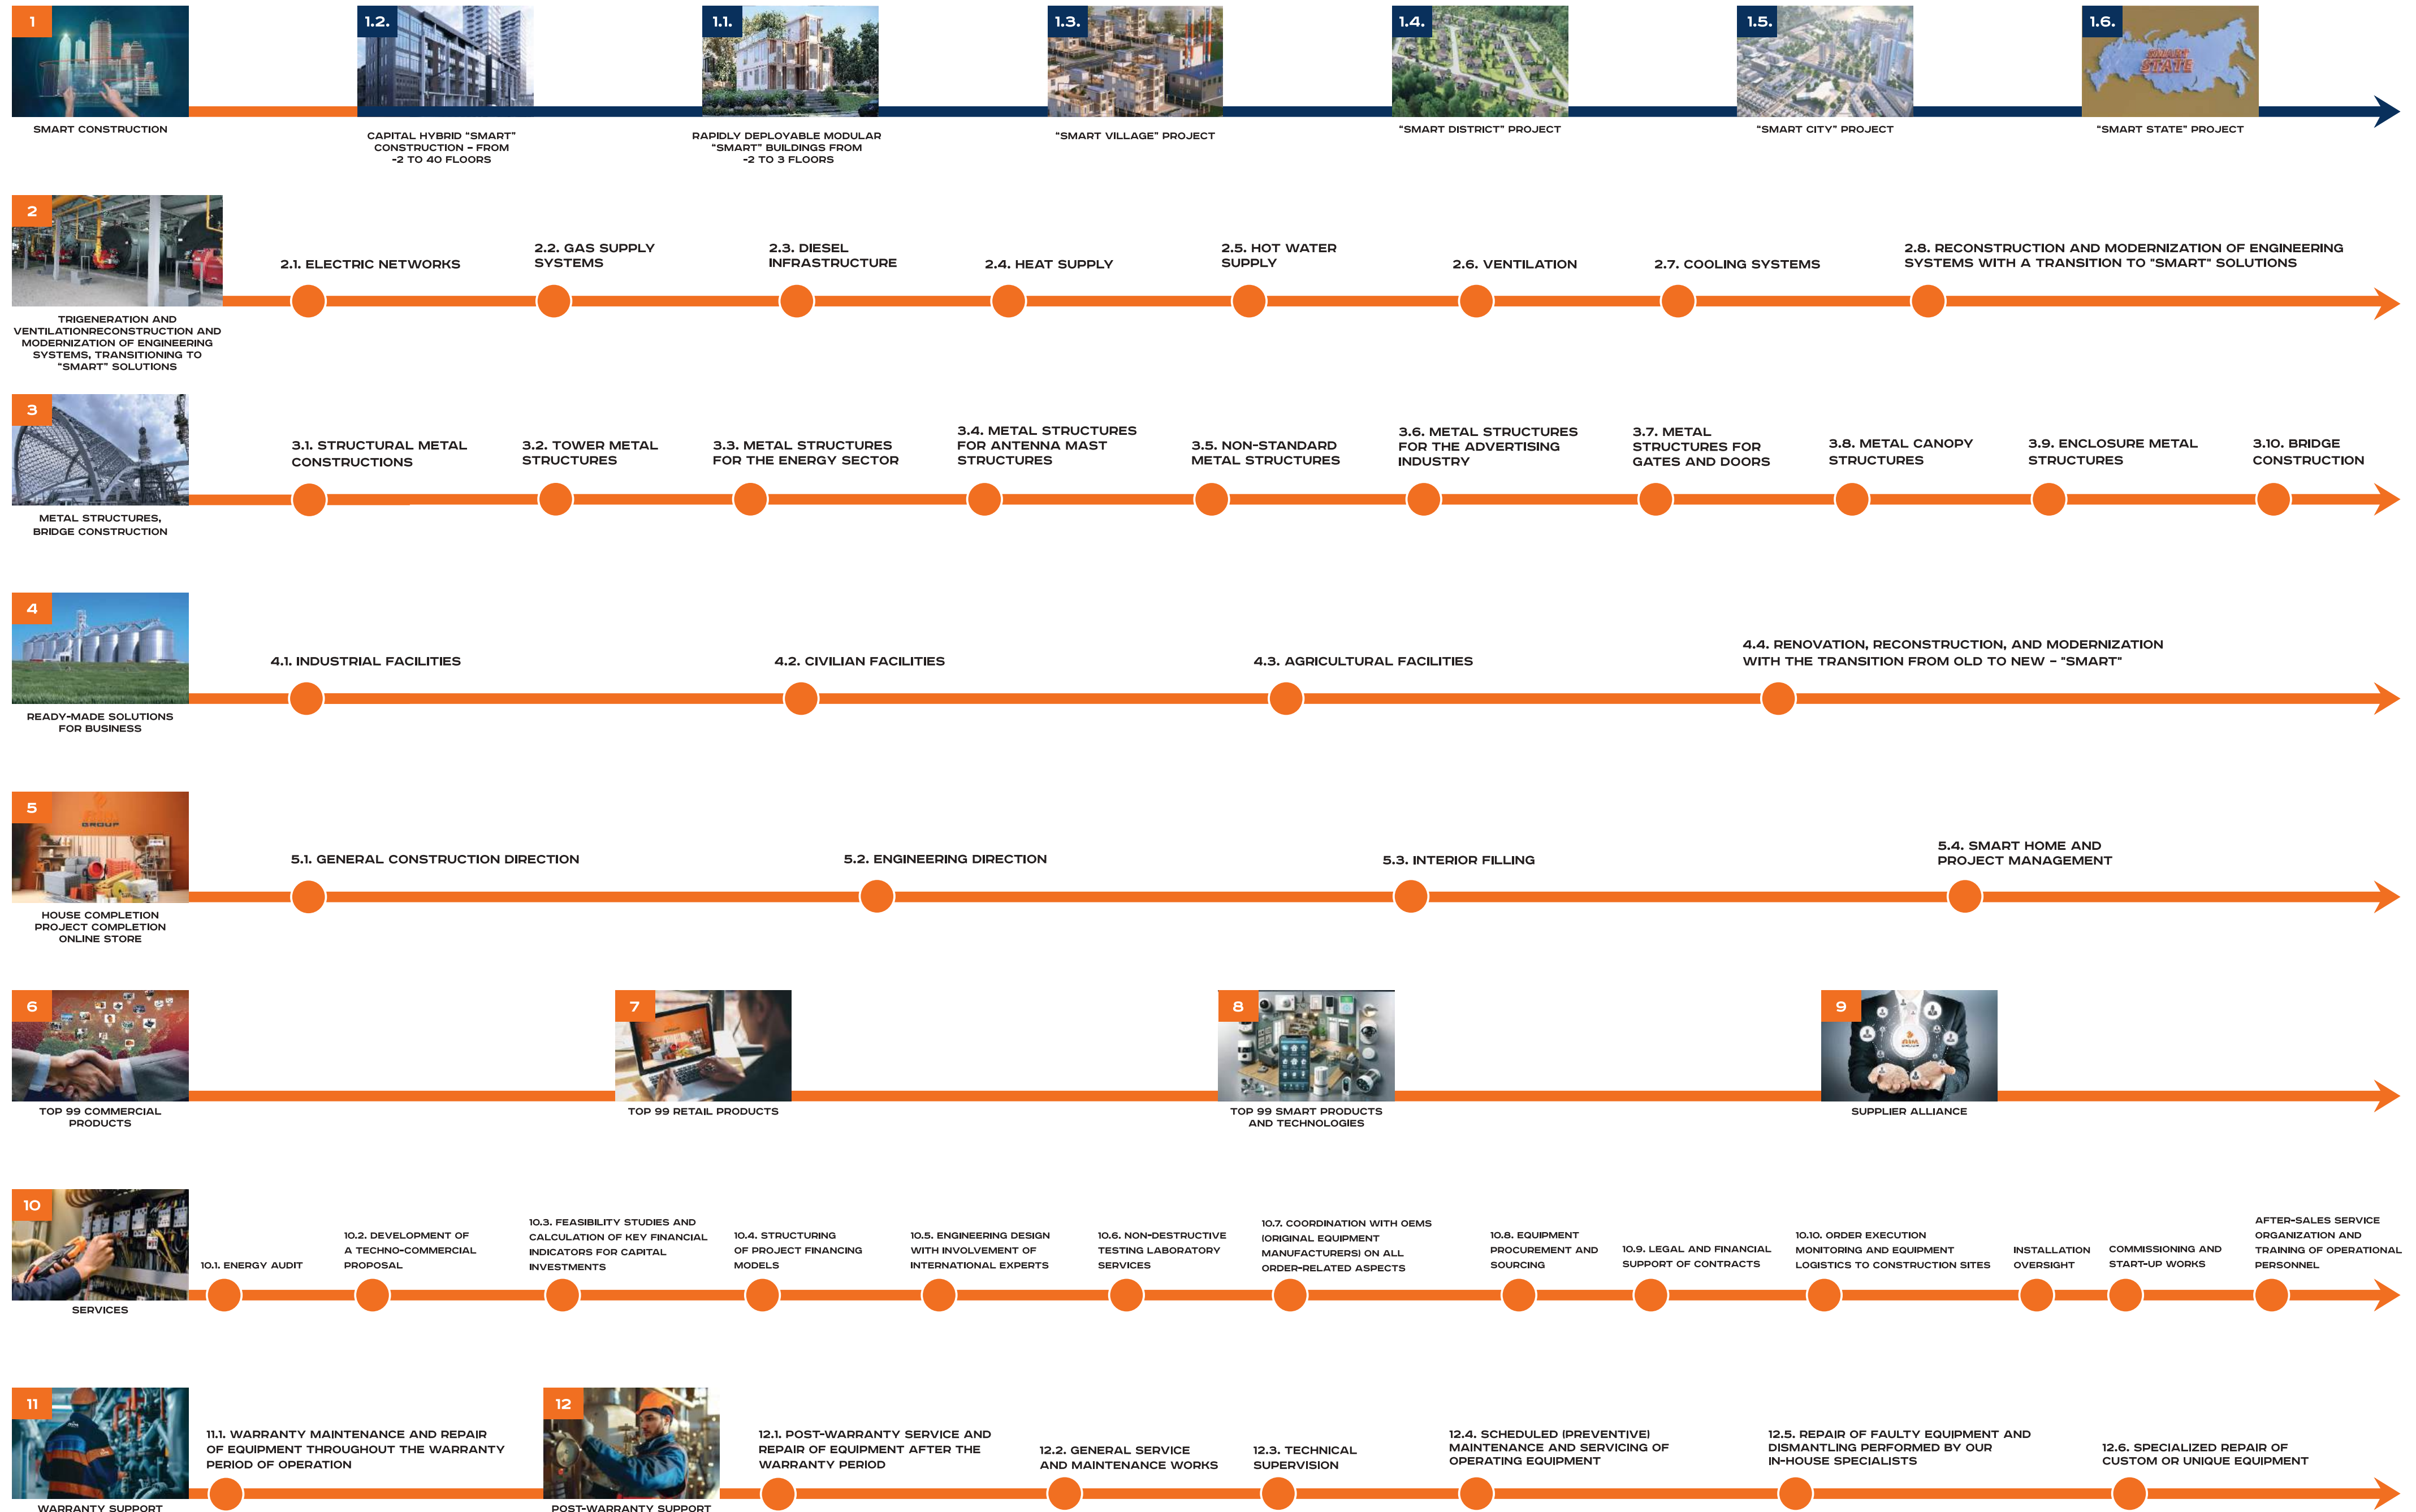 1
1.2.
1.1.
1.3.
1.4.
1.5.
1.6.
SMART
STATE
SMART CONSTRUCTION
CAPITAL HYBRID "SMART"
CONSTRUCTION – FROM
-2 TO 40 FLOORS
RAPIDLY DEPLOYABLE MODULAR
"SMART" BUILDINGS FROM
-2 TO 3 FLOORS
"SMART VILLAGE" PROJECT
"SMART DISTRICT" PROJECT
"SMART CITY" PROJECT
"SMART STATE" PROJECT
2
TRIGENERATION AND
VENTILATIONRECONSTRUCTION AND
MODERNIZATION OF ENGINEERING
SYSTEMS, TRANSITIONING TO
"SMART" SOLUTIONS
2.1. ELECTRIC NETWORKS
2.2. GAS SUPPLY
SYSTEMS
2.3. DIESEL
INFRASTRUCTURE
2.4. HEAT SUPPLY
2.5. HOT WATER
SUPPLY
2.6. VENTILATION
2.7. COOLING SYSTEMS
2.8. RECONSTRUCTION AND MODERNIZATION OF ENGINEERING
SYSTEMS WITH A TRANSITION TO "SMART" SOLUTIONS
3
METAL STRUCTURES,
BRIDGE CONSTRUCTION
3.1. STRUCTURAL METAL
CONSTRUCTIONS
3.2. TOWER METAL
STRUCTURES
3.3. METAL STRUCTURES
FOR THE ENERGY SECTOR
3.4. METAL STRUCTURES
FOR ANTENNA MAST
STRUCTURES
3.5. NON-STANDARD
METAL STRUCTURES
3.6. METAL STRUCTURES
FOR THE ADVERTISING
INDUSTRY
3.7. METAL
STRUCTURES FOR
GATES AND DOORS
3.8. METAL CANOPY
STRUCTURES
3.9. ENCLOSURE METAL
STRUCTURES
3.10. BRIDGE
CONSTRUCTION
4
READY-MADE SOLUTIONS
FOR BUSINESS
4.1. INDUSTRIAL FACILITIES
4.2. CIVILIAN FACILITIES
4.3. AGRICULTURAL FACILITIES
4.4. RENOVATION, RECONSTRUCTION, AND MODERNIZATION
WITH THE TRANSITION FROM OLD TO NEW – "SMART"
5
GROUP
HOUSE COMPLETION
PROJECT COMPLETION
ONLINE STORE
5.1. GENERAL CONSTRUCTION DIRECTION
5.2. ENGINEERING DIRECTION
5.3. INTERIOR FILLING
5.4. SMART HOME AND
PROJECT MANAGEMENT
6
TOP 99 COMMERCIAL
PRODUCTS
7
TOP 99 RETAIL PRODUCTS
8
TOP 99 SMART PRODUCTS
AND TECHNOLOGIES
9
SUPPLIER ALLIANCE
10
SERVICES
10.1. ENERGY AUDIT
10.2. DEVELOPMENT OF
A TECHNO-COMMERCIAL
PROPOSAL
10.3. FEASIBILITY STUDIES AND
CALCULATION OF KEY FINANCIAL
INDICATORS FOR CAPITAL
INVESTMENTS
10.4. STRUCTURING
OF PROJECT FINANCING
MODELS
10.5. ENGINEERING DESIGN
WITH INVOLVEMENT OF
INTERNATIONAL EXPERTS
10.6. NON-DESTRUCTIVE
TESTING LABORATORY
SERVICES
10.7. COORDINATION WITH OEMS
(ORIGINAL EQUIPMENT
MANUFACTURERS) ON ALL
ORDER-RELATED ASPECTS
10.8. EQUIPMENT
PROCUREMENT AND
SOURCING
10.9. LEGAL AND FINANCIAL
SUPPORT OF CONTRACTS
10.10. ORDER EXECUTION
MONITORING AND EQUIPMENT
LOGISTICS TO CONSTRUCTION SITES
INSTALLATION
OVERSIGHT
COMMISSIONING AND
START-UP WORKS
AFTER-SALES SERVICE
ORGANIZATION AND
TRAINING OF OPERATIONAL
PERSONNEL
11
WARRANTY SUPPORT
11.1. WARRANTY MAINTENANCE AND REPAIR
OF EQUIPMENT THROUGHOUT THE WARRANTY
PERIOD OF OPERATION
12
POST-WARRANTY SUPPORT
12.1. POST-WARRANTY SERVICE AND
REPAIR OF EQUIPMENT AFTER THE
WARRANTY PERIOD
12.2. GENERAL SERVICE
AND MAINTENANCE WORKS
12.3. TECHNICAL
SUPERVISION
12.4. SCHEDULED (PREVENTIVE)
MAINTENANCE AND SERVICING OF
OPERATING EQUIPMENT
12.5. REPAIR OF FAULTY EQUIPMENT AND
DISMANTLING PERFORMED BY OUR
IN-HOUSE SPECIALISTS
12.6. SPECIALIZED REPAIR OF
CUSTOM OR UNIQUE EQUIPMENT